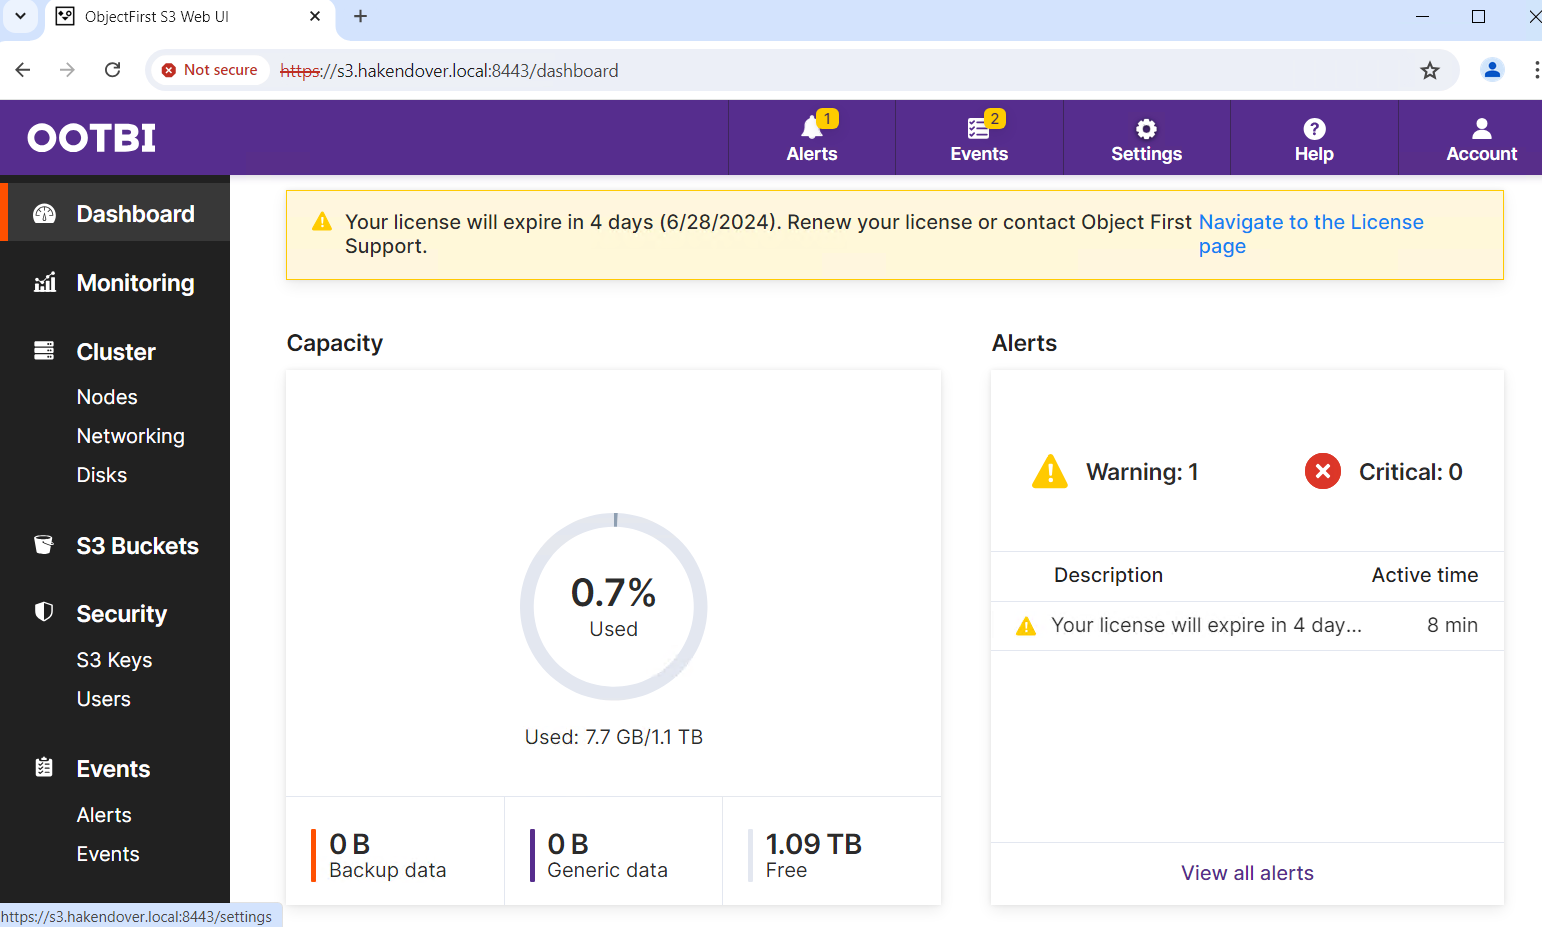 ObjectFirst S3 Web UI
Not secure https://s3.hakendover.local:8443/dashboard
OOTBI
1
Alerts
2
Events
Settings
Help
Account
Dashboard
Monitoring
Cluster
Nodes
Networking
Disks
S3 Buckets
Security
S3 Keys
Users
Events
Alerts
Events
https://s3.hakendover.local:8443/settings
Your license will expire in 4 days (6/28/2024). Renew your license or contact Object First
Support.
Navigate to the License
page
Capacity
0.7%
Used
Used: 7.7 GB/1.1 TB
0 B
Backup data
0 B
Generic data
1.09 TB
Free
Alerts
Warning: 1
Critical: 0
Description Active time
Your license will expire in 4 day... 8 min
View all alerts